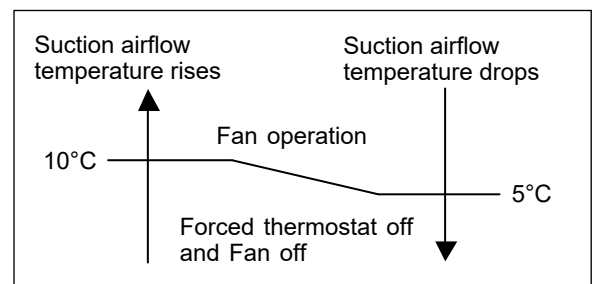 Suction airflow
temperature rises
Suction airflow
temperature drops
Fan operation
10°C
5°C
Forced thermostat off
and Fan off